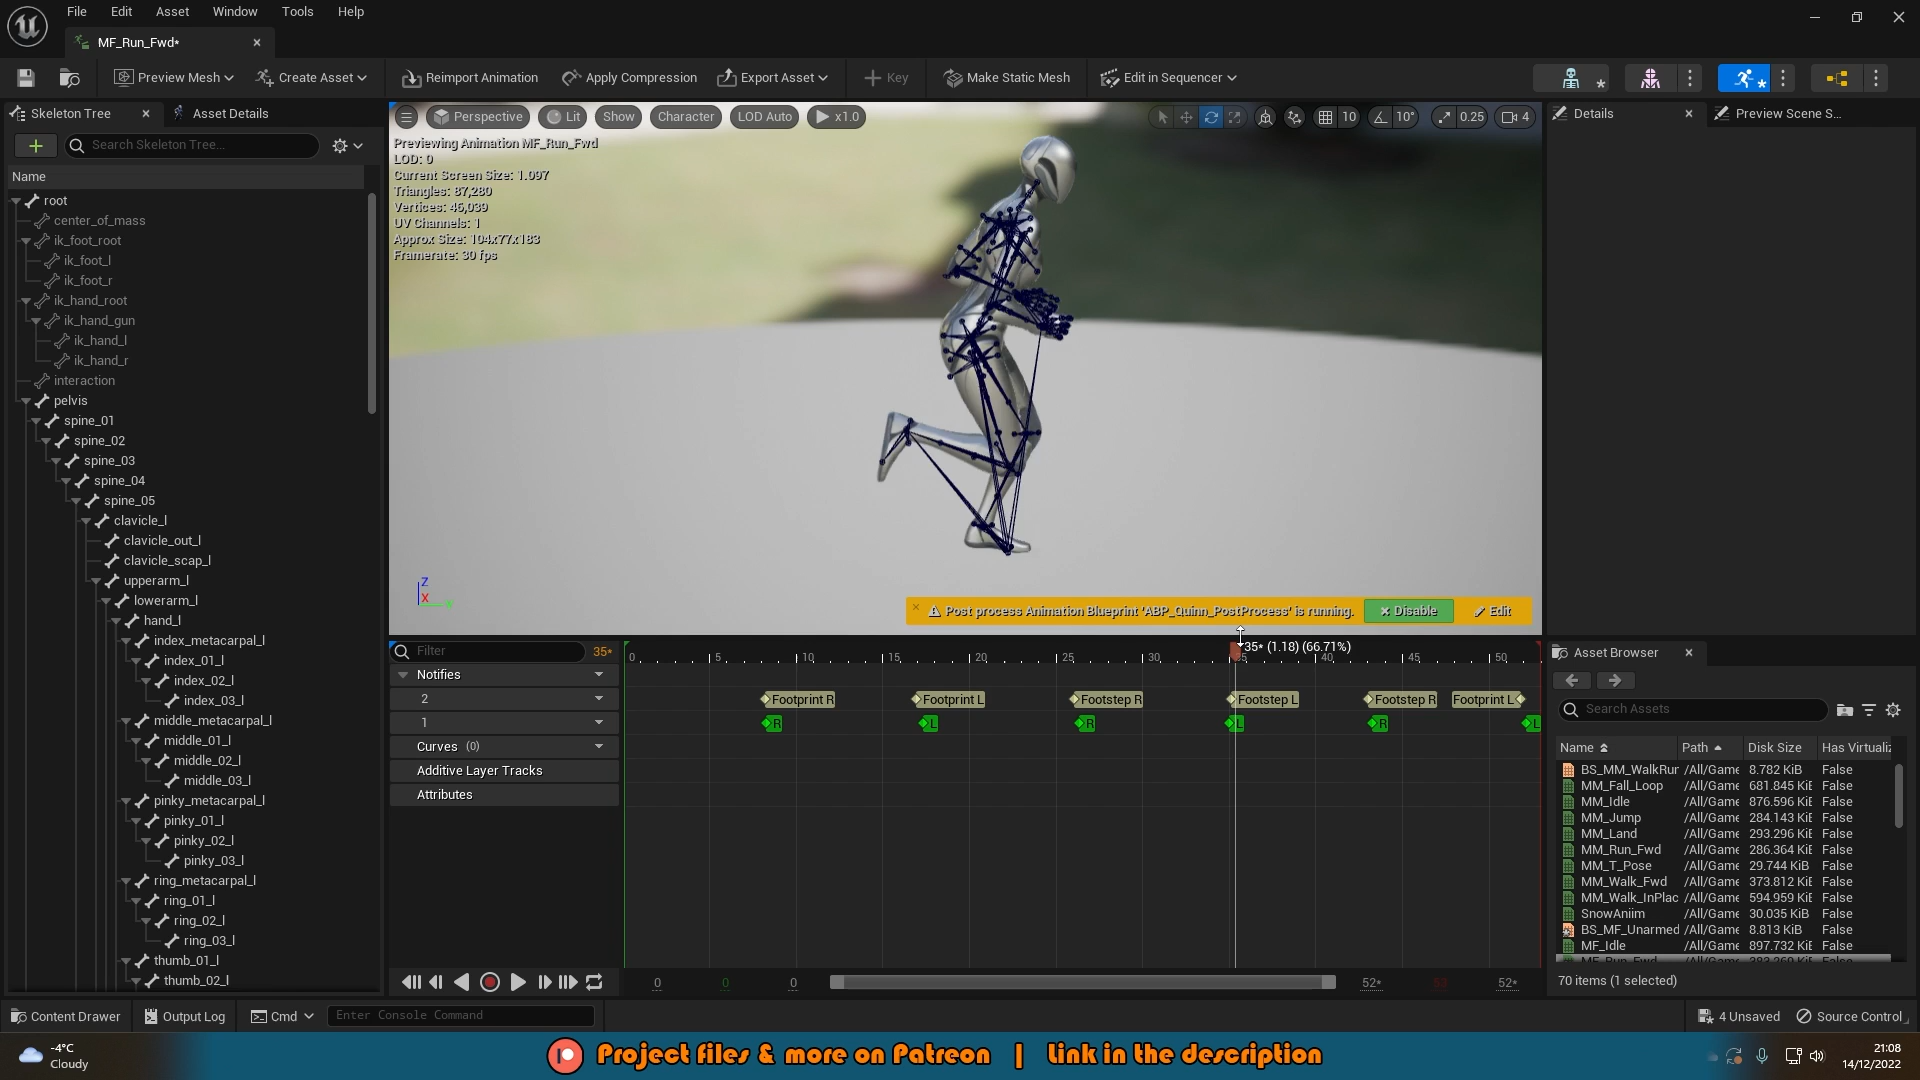 File Edit Asset Window Tools Help
MF_Run_Fwd*
Preview Mesh Create Asset Reimport Animation Apply Compression Export Asset Key Make Static Mesh Edit in Sequencer
Skeleton Tree Asset Details
Search Skeleton Tree...
Name
root
center_of_mass
ik_foot_root
ik_foot_l
ik_foot_r
ik_hand_root
ik_hand_gun
ik_hand_l
ik_hand_r
interaction
pelvis
spine_01
spine_02
spine_03
spine_04
spine_05
clavicle_l
clavicle_out_l
clavicle_scap_l
upperarm_l
lowerarm_l
hand_l
index_metacarpal_l
index_01_l
index_02_l
index_03_l
middle_metacarpal_l
middle_01_l
middle_02_l
middle_03_l
pinky_metacarpal_l
pinky_01_l
pinky_02_l
pinky_03_l
ring_metacarpal_l
ring_01_l
ring_02_l
ring_03_l
thumb_01_l
thumb_02_l
Perspective Lit Show Character LOD Auto x1.0 10 10° 0.25 4
Previewing Animation MF_Run_Fwd
LOD: 0
Current Screen Size: 1.097
Triangles: 87,280
Vertices: 46,039
UV Channels: 1
Approx Size: 104x77x183
Framerate: 30 fps
Z
X
Post process Animation Blueprint 'ABP_Quinn_PostProcess' is running. Disable Edit
Filter 35*
35* (1.18) (66.71%)
0 5 10 15 20 25 30 35 40 45 50
Notifies
2 Footprint R Footprint L Footstep R Footstep L Footstep R Footprint L
1 R L R L R L
Curves (0)
Additive Layer Tracks
Attributes
0 0 0 52* 53 52*
Details Preview Scene S...
Asset Browser
Search Assets
Name Path Disk Size Has Virtualiz
BS_MM_WalkRun /All/Game 8.782 KiB False
MM_Fall_Loop /All/Game 681.845 KiB False
MM_Idle /All/Game 876.596 KiB False
MM_Jump /All/Game 284.143 KiB False
MM_Land /All/Game 293.296 KiB False
MM_Run_Fwd /All/Game 286.364 KiB False
MM_T_Pose /All/Game 29.744 KiB False
MM_Walk_Fwd /All/Game 373.812 KiB False
MM_Walk_InPlac /All/Game 594.959 KiB False
SnowAniim /All/Game 30.035 KiB False
BS_MF_Unarmed /All/Game 8.813 KiB False
MF_Idle /All/Game 897.732 KiB False
70 items (1 selected)
Content Drawer Output Log Cmd Enter Console Command 4 Unsaved Source Control
-4°C
Cloudy
Project files & more on Patreon | Link in the description
21:08
14/12/2022